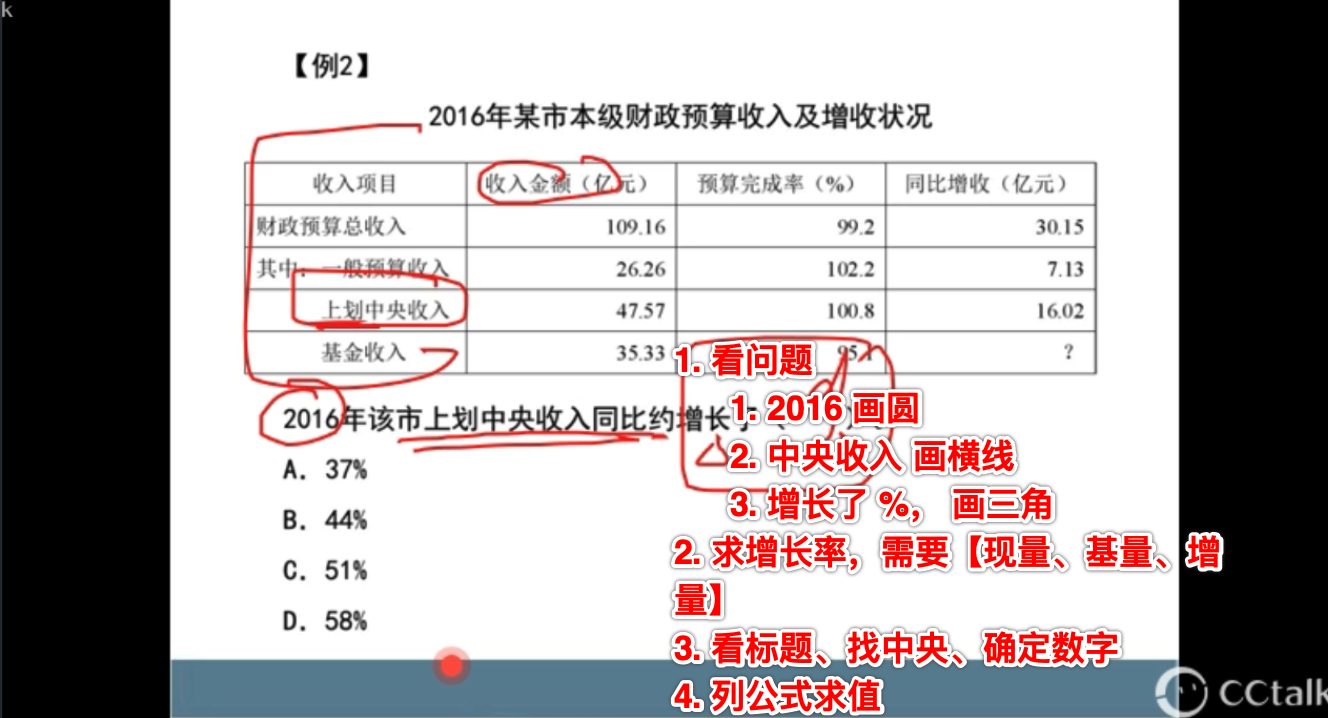 k
【例2】
2016年某市本级财政预算收入及增收状况
收入项目 收入金额（亿元） 预算完成率（%） 同比增收（亿元）
财政预算总收入 109.16 99.2 30.15
其中：一般预算收入 26.26 102.2 7.13
上划中央收入 47.57 100.8 16.02
基金收入 35.33 95.1 ？
2016年该市上划中央收入同比约增长了（
A. 37%
B. 44%
C. 51%
D. 58%
1. 看问题
1. 2016 画圆
2. 中央收入 画横线
3. 增长了 %， 画三角
2. 求增长率，需要【现量、基量、增
量】
3. 看标题、找中央、确定数字
4. 列公式求值
CCtalk